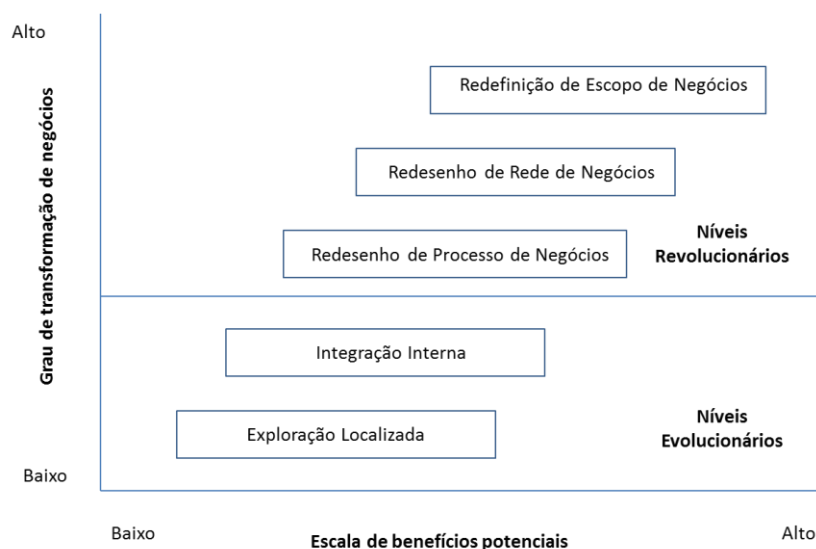 Alto
Redefinição de Escopo de Negócios
Redesenho de Rede de Negócios
Grau de transformação de negócios
Níveis
Revolucionários
Redesenho de Processo de Negócios
Integração Interna
Níveis
Evolucionários
Exploração Localizada
Baixo
Baixo
Escala de benefícios potenciais
Alto